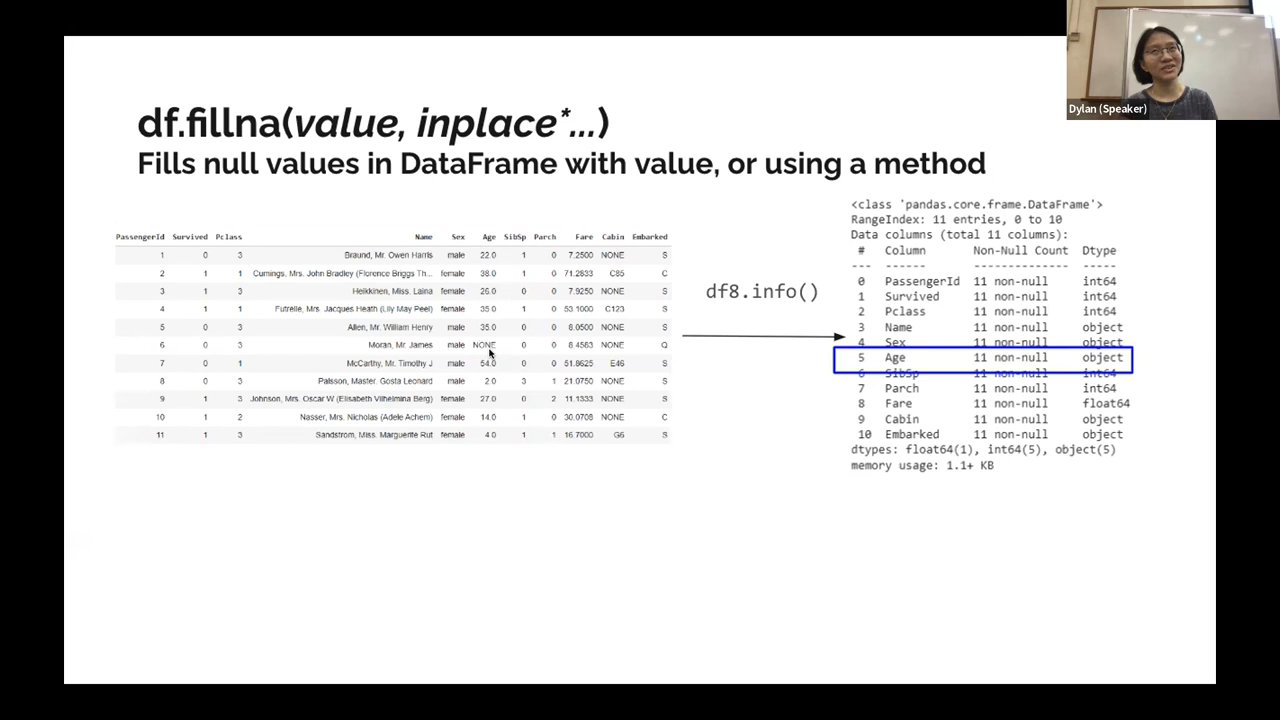 Dylan (Speaker)
df.fillna(value, inplace*...)
Fills null values in DataFrame with value, or using a method
PassengerId Survived Pclass Name Sex Age SibSp Parch Fare Cabin Embarked
1 0 3 Braund, Mr. Owen Harris male 22.0 1 0 7.2500 NONE S
2 1 1 Cumings, Mrs. John Bradley (Florence Briggs Th... female 38.0 1 0 71.2833 C85 C
3 1 3 Heikkinen, Miss. Laina female 26.0 0 0 7.9250 NONE S
4 1 1 Futrelle, Mrs. Jacques Heath (Lily May Peel) female 35.0 1 0 53.1000 C123 S
5 0 3 Allen, Mr. William Henry male 35.0 0 0 8.0500 NONE S
6 0 3 Moran, Mr. James male NONE 0 0 8.4583 NONE Q
7 0 1 McCarthy, Mr. Timothy J male 54.0 0 0 51.8625 E46 S
8 0 3 Palsson, Master. Gosta Leonard male 2.0 3 1 21.0750 NONE S
9 1 3 Johnson, Mrs. Oscar W (Elisabeth Vilhelmina Berg) female 27.0 0 2 11.1333 NONE S
10 1 2 Nasser, Mrs. Nicholas (Adele Achem) female 14.0 1 0 30.0708 NONE C
11 1 3 Sandstrom, Miss. Marguerite Rut female 4.0 1 1 16.7000 G6 S
df8.info()
<class 'pandas.core.frame.DataFrame'>
RangeIndex: 11 entries, 0 to 10
Data columns (total 11 columns):
# Column Non-Null Count Dtype
--- ------ -------------- -----
0 PassengerId 11 non-null int64
1 Survived 11 non-null int64
2 Pclass 11 non-null int64
3 Name 11 non-null object
4 Sex 11 non-null object
5 Age 11 non-null object
6 SibSp 11 non-null int64
7 Parch 11 non-null int64
8 Fare 11 non-null float64
9 Cabin 11 non-null object
10 Embarked 11 non-null object
dtypes: float64(1), int64(5), object(5)
memory usage: 1.1+ KB